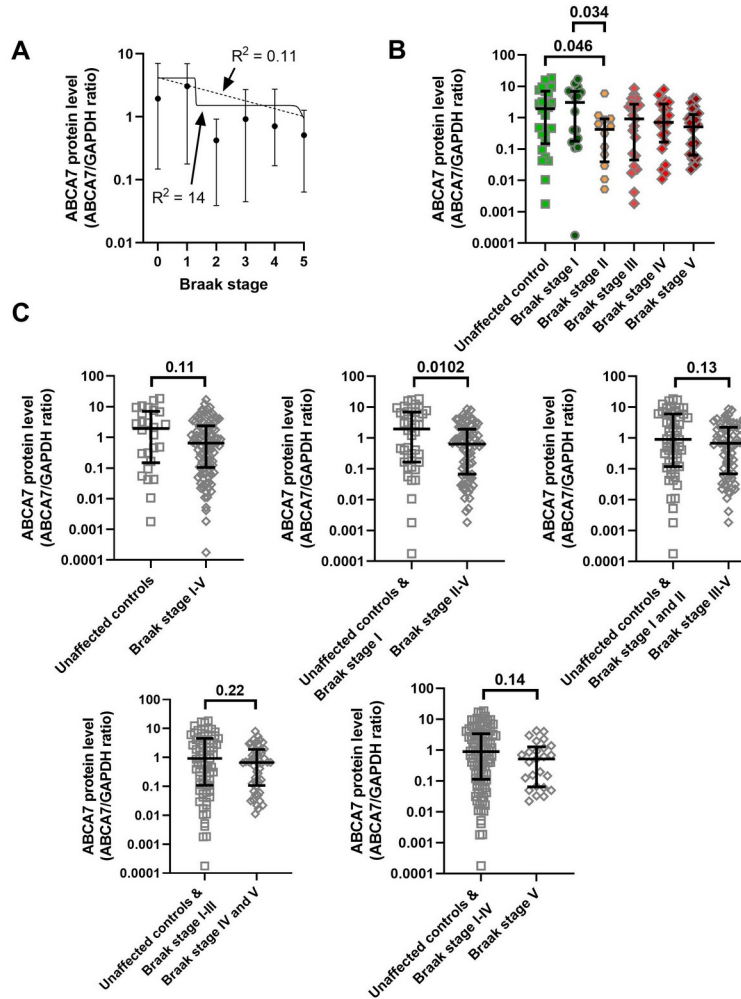 A
ABCA7 protein level
(ABCA7/GAPDH ratio)
10
1
0.1
0.01
R² = 0.11
R² = 14
0 1 2 3 4 5
Braak stage
B
0.034
0.046
ABCA7 protein level
(ABCA7/GAPDH ratio)
100
10
1
0.1
0.01
0.001
0.0001
Unaffected control
Braak stage I
Braak stage II
Braak stage III
Braak stage IV
Braak stage V
C
0.11
ABCA7 protein level
(ABCA7/GAPDH ratio)
100
10
1
0.1
0.01
0.001
0.0001
Unaffected controls
Braak stage I-V
0.0102
ABCA7 protein level
(ABCA7/GAPDH ratio)
100
10
1
0.1
0.01
0.001
0.0001
Unaffected controls &
Braak stage I
Braak stage II-V
0.13
ABCA7 protein level
(ABCA7/GAPDH ratio)
100
10
1
0.1
0.01
0.001
0.0001
Unaffected controls &
Braak stage I and II
Braak stage III-V
0.22
ABCA7 protein level
(ABCA7/GAPDH ratio)
100
10
1
0.1
0.01
0.001
0.0001
Unaffected controls &
Braak stage I-III
Braak stage IV and V
0.14
ABCA7 protein level
(ABCA7/GAPDH ratio)
100
10
1
0.1
0.01
0.001
0.0001
Unaffected controls &
Braak stage I-IV
Braak stage V